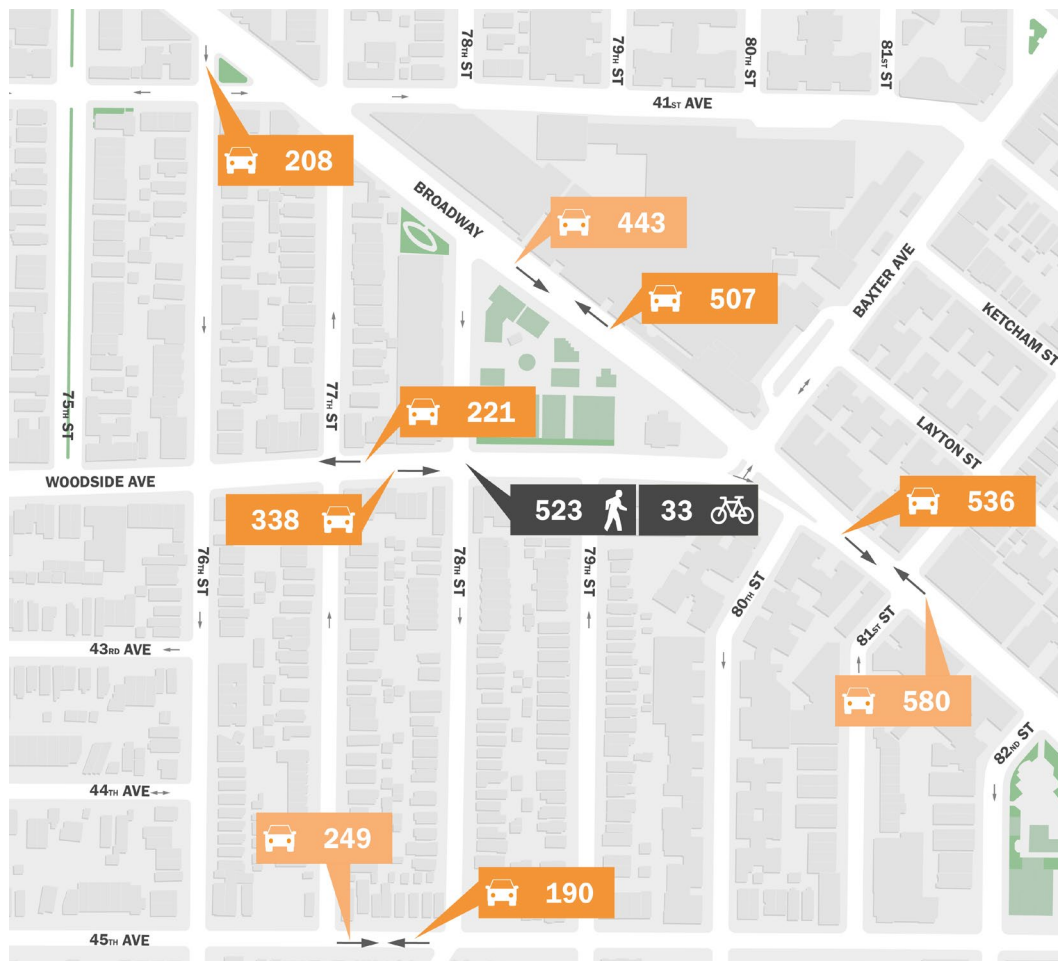 78TH ST
79TH ST
80TH ST
81ST ST
41ST AVE
208
BROADWAY
443
507
BAXTER AVE
KETCHAM ST
75TH ST
77TH ST
221
LAYTON ST
WOODSIDE AVE
338
523
33
536
76TH ST
78TH ST
79TH ST
80TH ST
81ST ST
43RD AVE
580
82ND ST
44TH AVE
249
190
45TH AVE